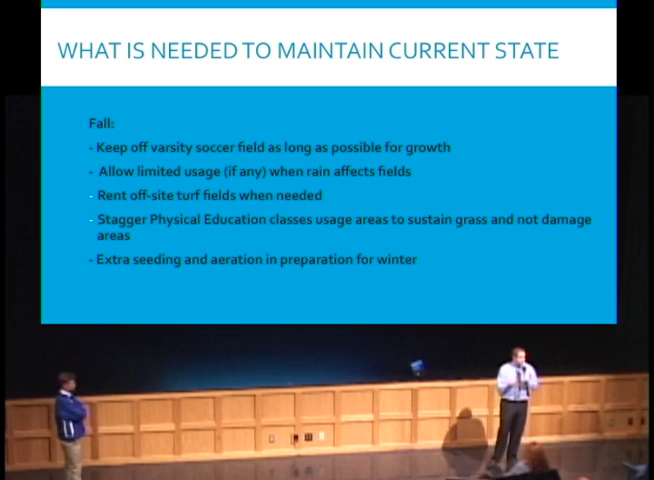 WHAT IS NEEDED TO MAINTAIN CURRENT STATE
Fall:
- Keep off varsity soccer field as long as possible for growth
- Allow limited usage (if any) when rain affects fields
- Rent off-site turf fields when needed
- Stagger Physical Education classes usage areas to sustain grass and not damage
areas
- Extra seeding and aeration in preparation for winter